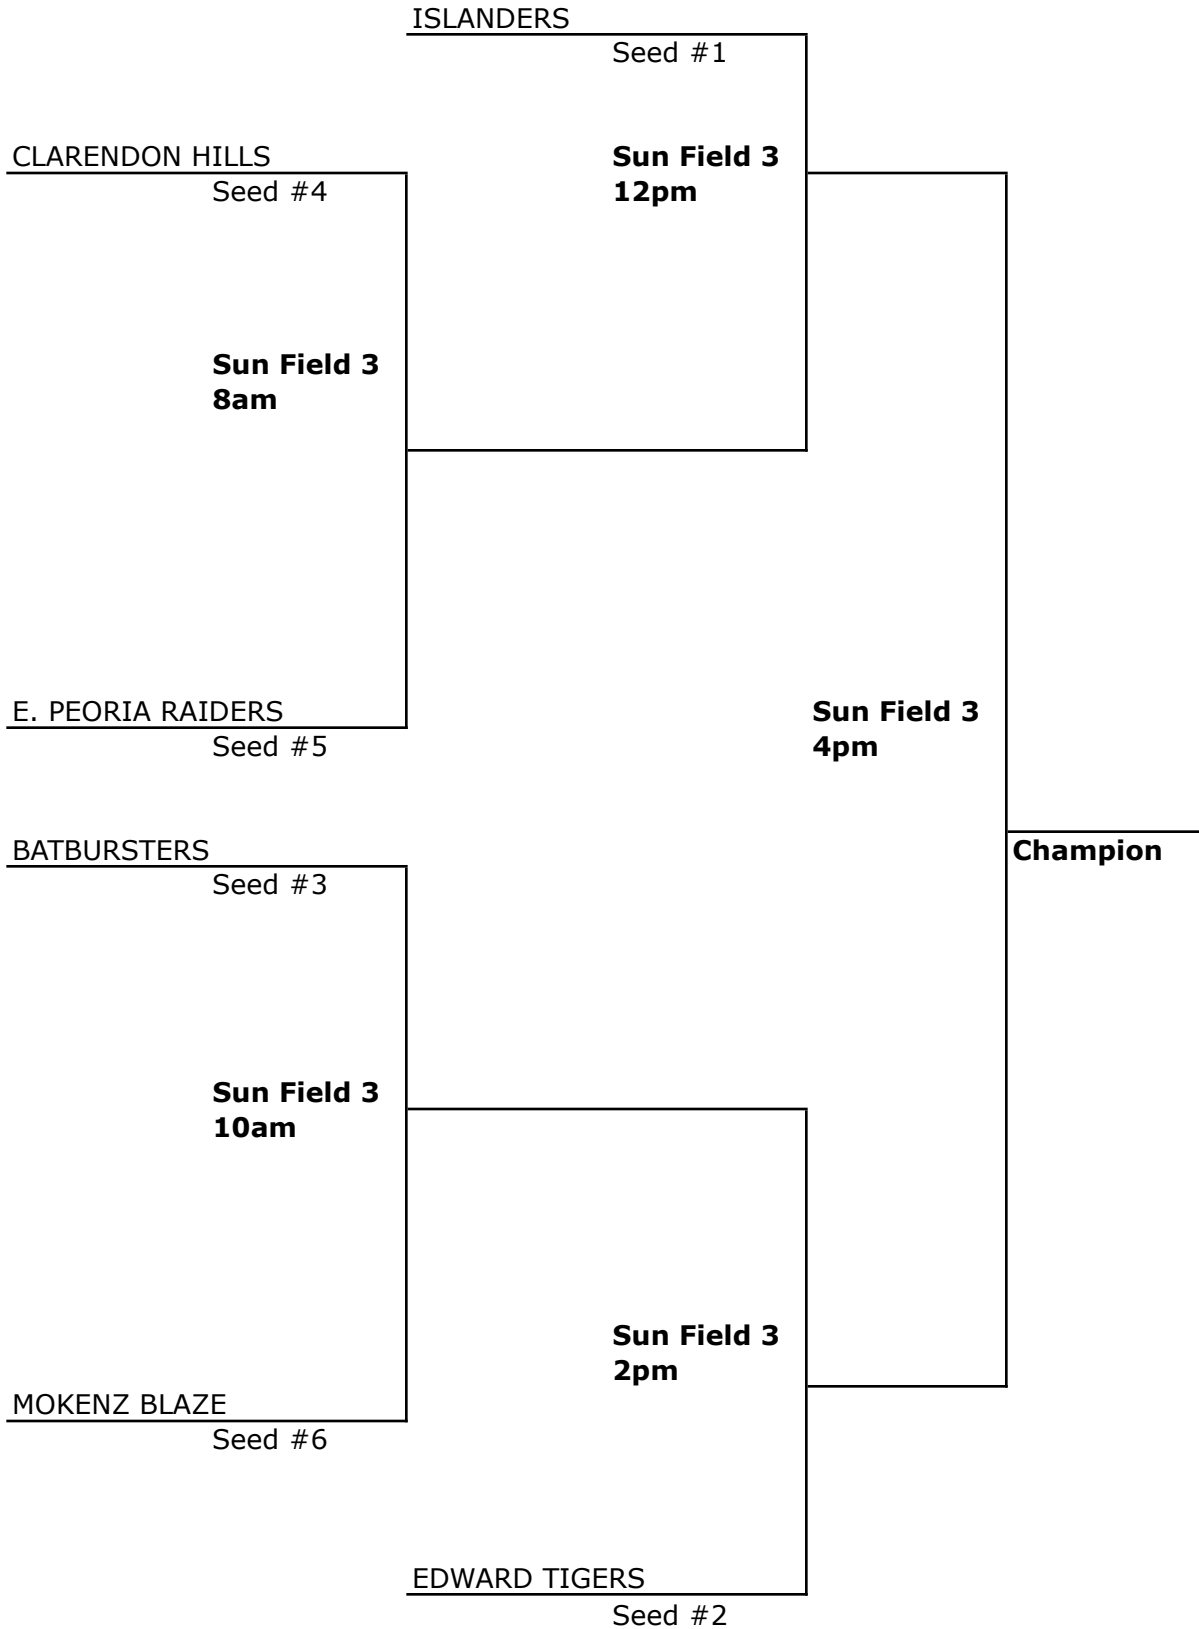 ISLANDERS
Seed #1
CLARENDON HILLS
Seed #4
Sun Field 3
12pm
Sun Field 3
8am
E. PEORIA RAIDERS
Seed #5
Sun Field 3
4pm
BATBURSTERS
Seed #3
Champion
Sun Field 3
10am
Sun Field 3
2pm
MOKENZ BLAZE
Seed #6
EDWARD TIGERS
Seed #2